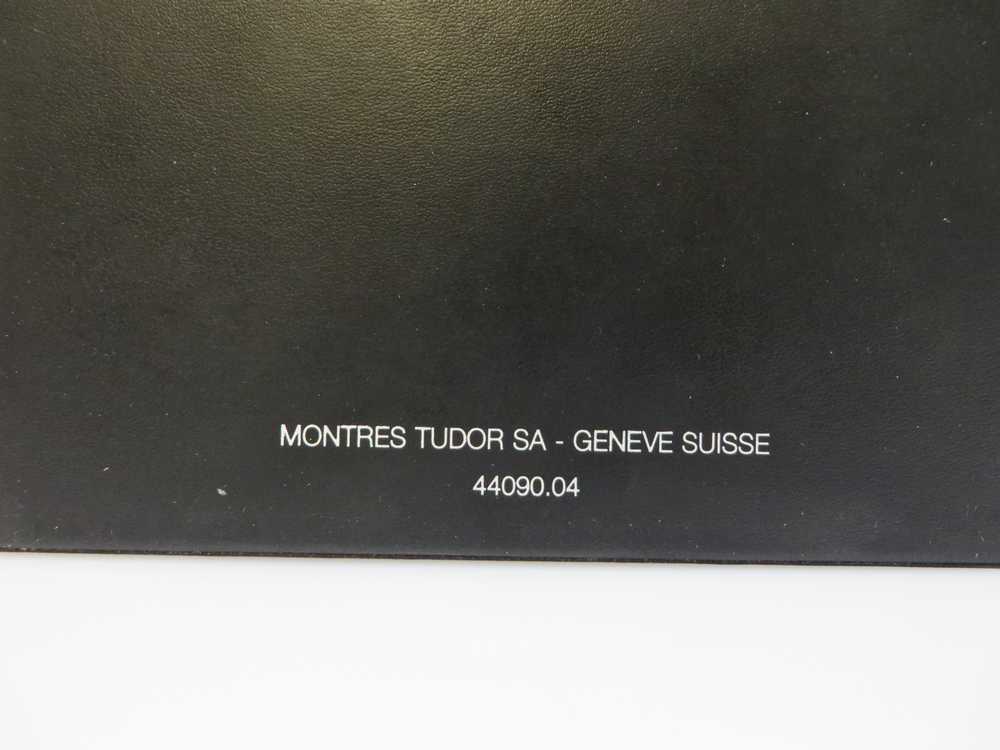 MONTRES TUDOR SA - GENEVE SUISSE
44090.04